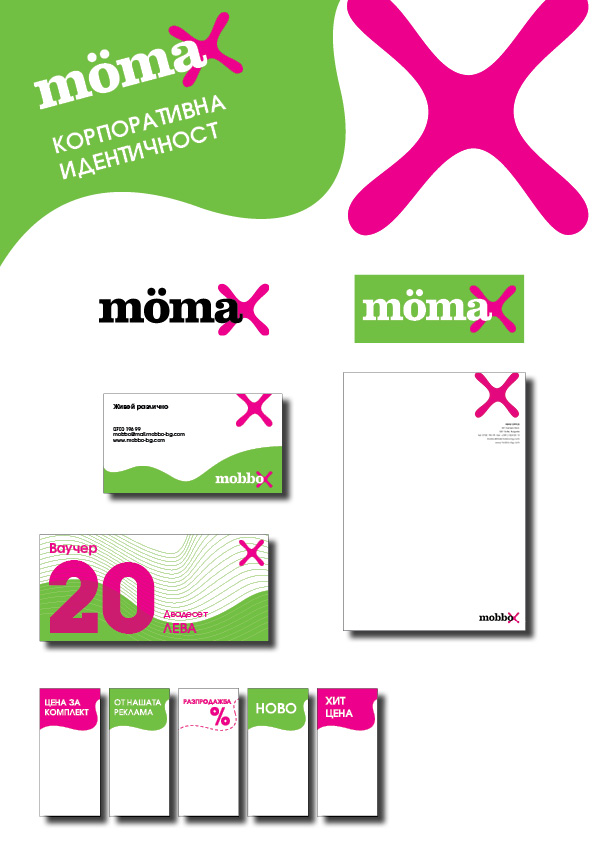 mömax
КОРПОРАТИВНА
ИДЕНТИЧНОСТ
mömax
mömax
Живей различно
0700 196 99
mobbo@mail.mobbo-bg.com
www.mobbo-bg.com
mobbox
mobbox
Ваучер
20
Двадесет
ЛЕВА
ЦЕНА ЗА
КОМПЛЕКТ
ОТ НАШАТА
РЕКЛАМА
РАЗПРОДАЖБА
%
НОВО
ХИТ
ЦЕНА